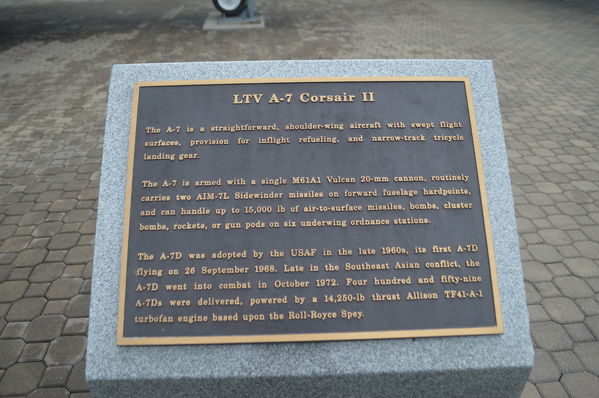 LTV A-7 Corsair II
The A-7 is a straightforward, shoulder-wing aircraft with swept flight
surfaces, provision for inflight refueling, and narrow-track tricycle
landing gear.
The A-7 is armed with a single M61A1 Vulcan 20-mm cannon, routinely
carries two AIM-7L Sidewinder missiles on forward fuselage hardpoints,
and can handle up to 15,000 lb of air-to-surface missiles, bombs, cluster
bombs, rockets, or gun pods on six underwing ordnance stations.
The A-7D was adopted by the USAF in the late 1960s, its first A-7D
flying on 26 September 1968. Late in the Southeast Asian conflict, the
A-7D went into combat in October 1972. Four hundred and fifty-nine
A-7Ds were delivered, powered by a 14,250-lb thrust Allison TF41-A-1
turbofan engine based upon the Roll-Royce Spey.